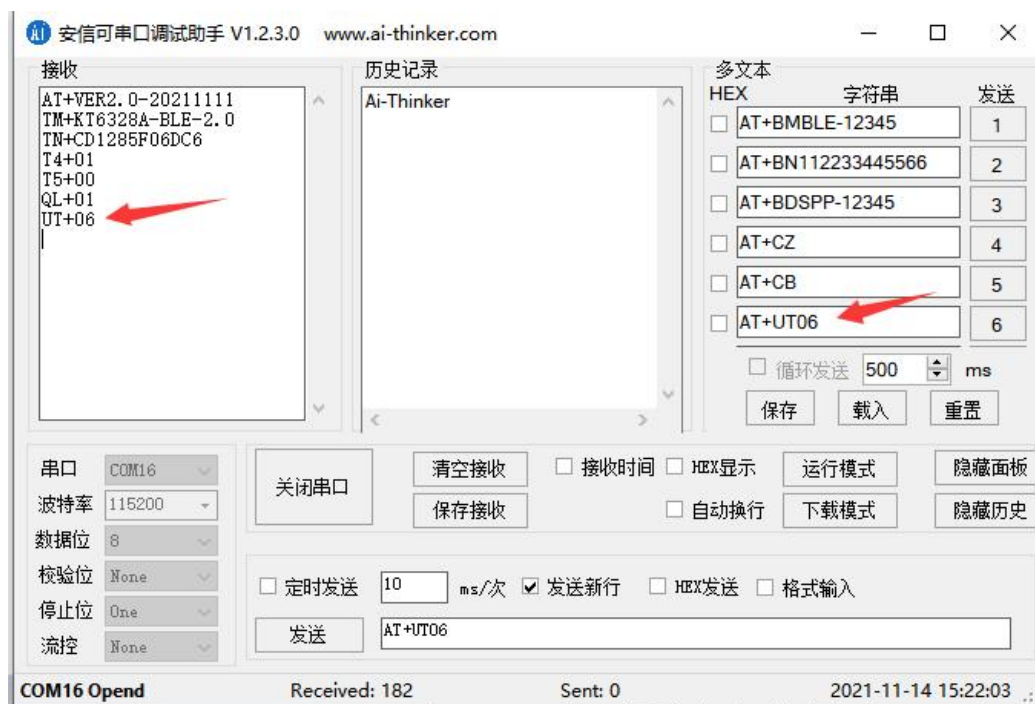 安信可串口调试助手 V1.2.3.0 www.ai-thinker.com
接收
AT+VER2.0-20211111
TM+KT6328A-BLE-2.0
TN+CD1285F06DC6
T4+01
T5+00
QL+01
UT+06
历史记录
Ai-Thinker
多文本
HEX 字符串 发送
AT+BMBLE-12345 1
AT+BN112233445566 2
AT+BDSPP-12345 3
AT+CZ 4
AT+CB 5
AT+UT06 6
循环发送 500 ms
保存 载入 重置
串口 COM16
波特率 115200
数据位 8
校验位 None
停止位 One
流控 None
关闭串口
清空接收 接收时间 HEX显示 运行模式 隐藏面板
保存接收 自动换行 下载模式 隐藏历史
定时发送 10 ms/次 发送新行 HEX发送 格式输入
发送 AT+UT06
COM16 Opend Received: 182 Sent: 0 2021-11-14 15:22:03